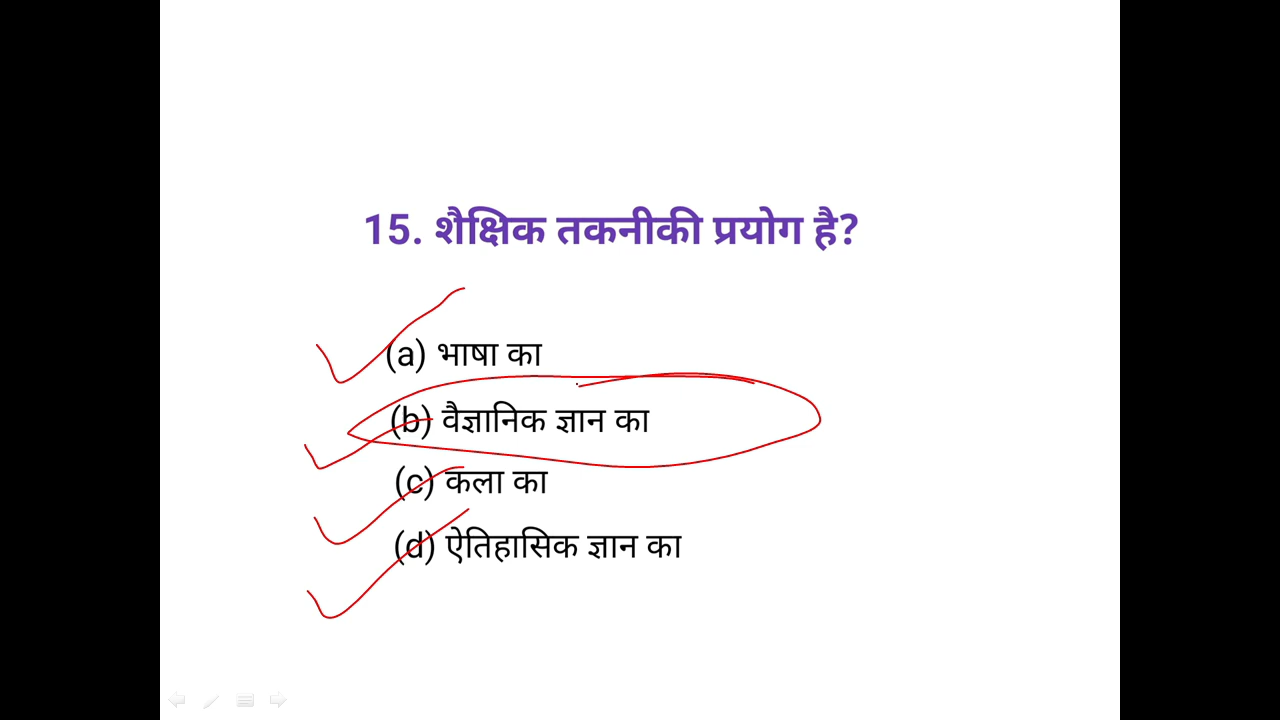 15. शैक्षिक तकनीकी प्रयोग है?
(a) भाषा का
(b) वैज्ञानिक ज्ञान का
(c) कला का
(d) ऐतिहासिक ज्ञान का